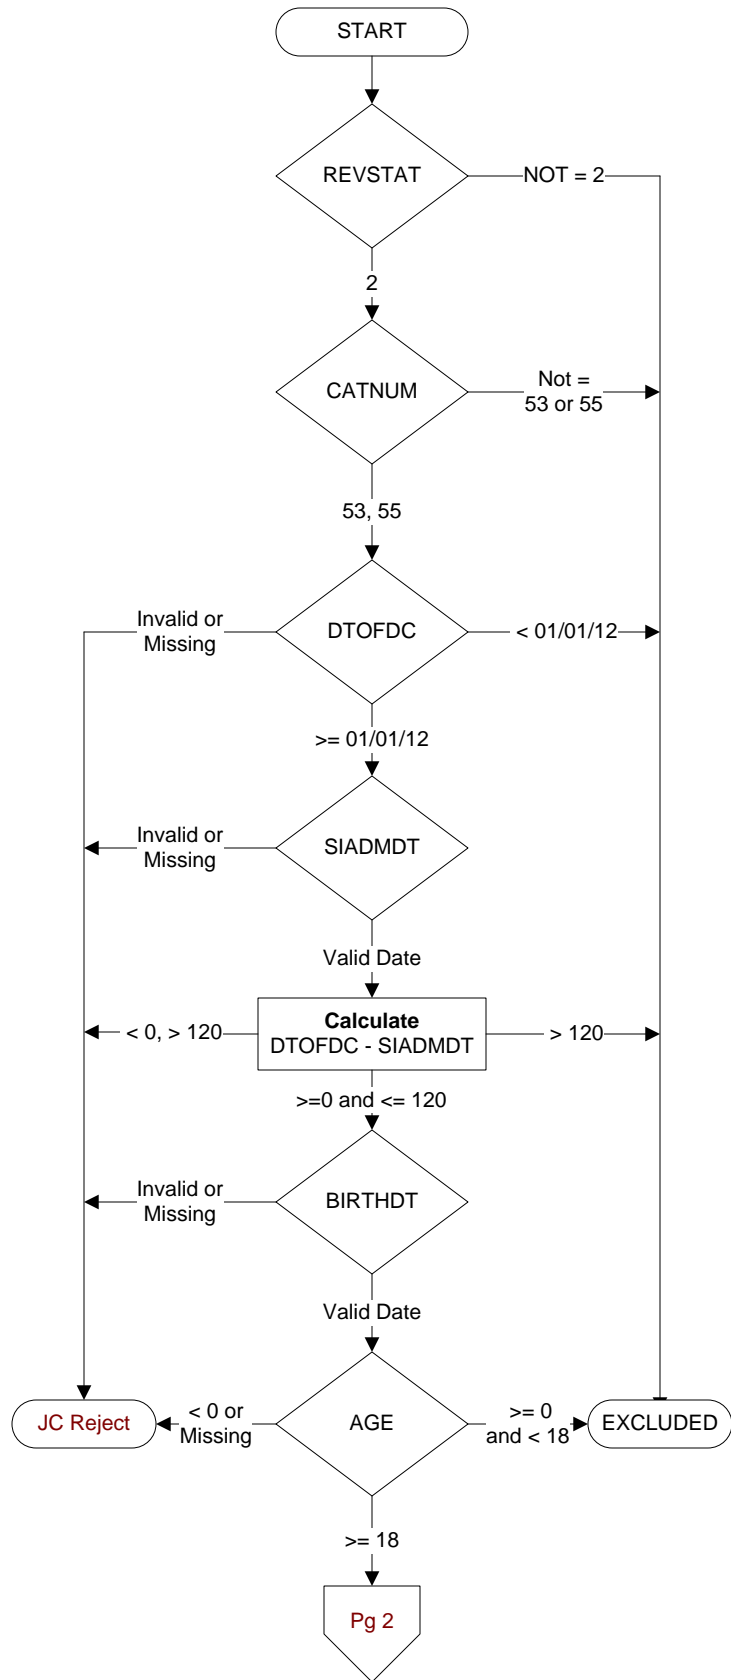 START
REVSTAT
NOT = 2
2
CATNUM
Not =
53 or 55
53, 55
Invalid or
Missing
DTOFDC
< 01/01/12
>= 01/01/12
Invalid or
Missing
SIADMDT
Valid Date
< 0, > 120
Calculate
DTOFDC - SIADMDT
> 120
>=0 and <= 120
Invalid or
Missing
BIRTHDT
Valid Date
JC Reject
< 0 or
Missing
AGE
>= 0
and < 18
EXCLUDED
>= 18
Pg 2